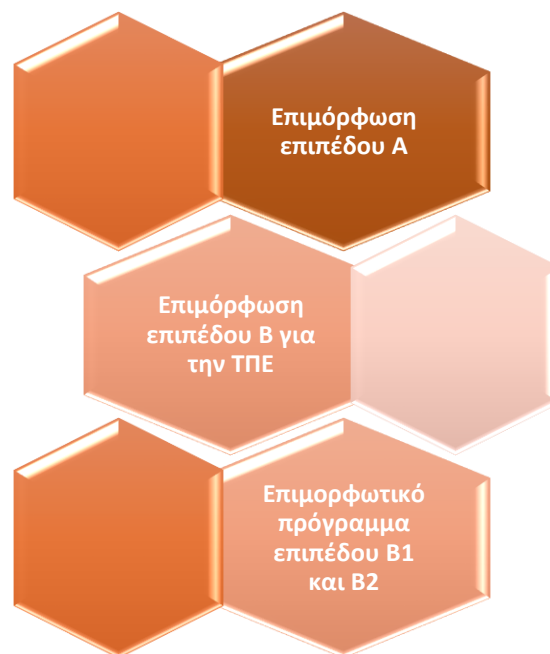 Επιμόρφωση
επιπέδου Α
Επιμόρφωση
επιπέδου Β για
την ΤΠΕ
Επιμορφωτικό
πρόγραμμα
επιπέδου Β1
και Β2